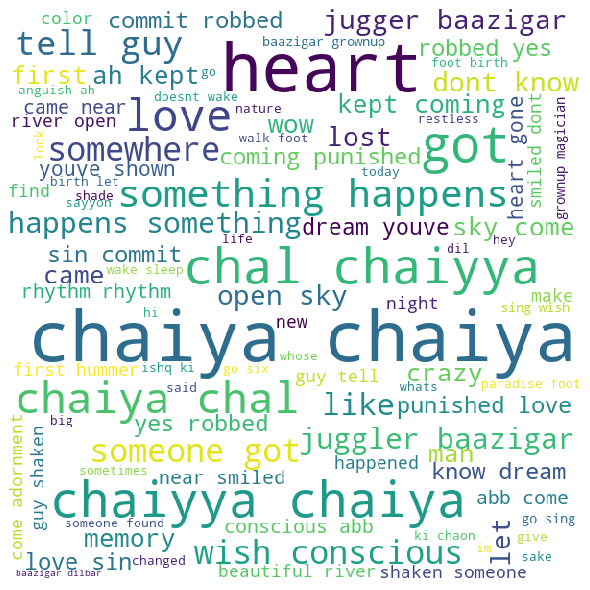 color
commit robbed
jugger baazigar
tell guy
baazigar grownup
robbed yes
heart
foot birth
first
ah kept
go
dont know
anguish ah
doesnt wake
nature
came near
love
wow
kept coming
restless
river open
walk foot
lost
got
lock
somewhere
coming punished
heart gone
smiled dont
grownup magician
youve shown
today
find
birth let
shade
something happens
sayyon
happens something
dream youve
sky come
sin commit
life
chal chaiyya
dil
hey
came
wake sleep
rhythm rhythm
open sky
night
make
hi
new
sing wish
chaiya chaiya
first hummer
ishq ki
go six
whose
crazy
guy tell
whats
paradise foot
chaiya chal
said
like
punished love
big
yes robbed
someone got
juggler baazigar
come adornment
guy shaken
near smiled
happened
man
sometimes
know dream
chaiyya chaiya
abb come
someone found
conscious abb
let
go sing
memory
ki chaon
give
love sin
changed
wish conscious
im
sake
baazigar dilbar
beautiful river
shaken someone